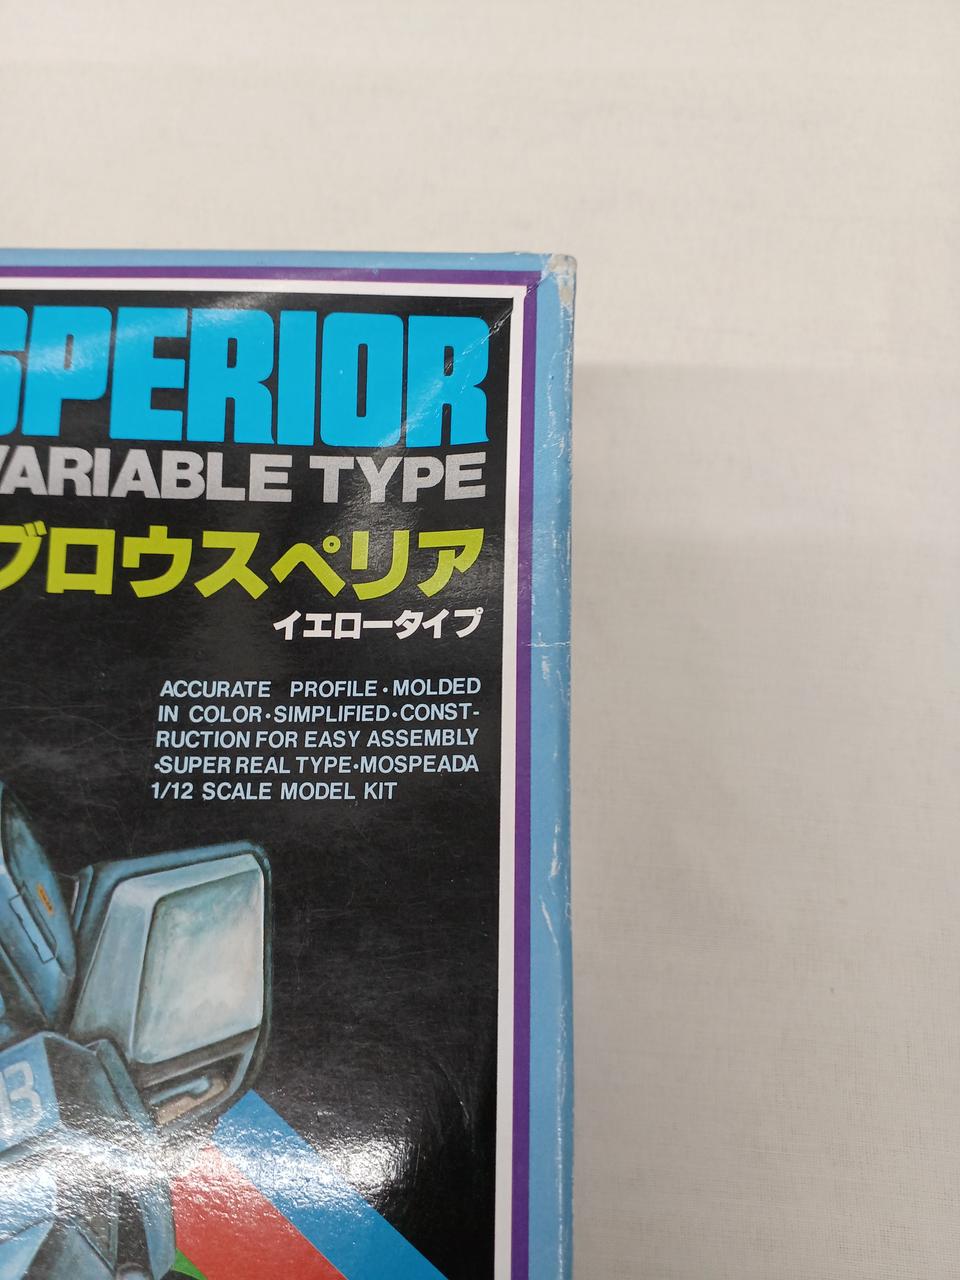 SPERIOR
VARIABLE TYPE
ブロウスペリア
イエロータイプ
ACCURATE PROFILE・MOLDED
IN COLOR・SIMPLIFIED・CONST-
RUCTION FOR EASY ASSEMBLY
・SUPER REAL TYPE・MOSPEADA
1/12 SCALE MODEL KIT